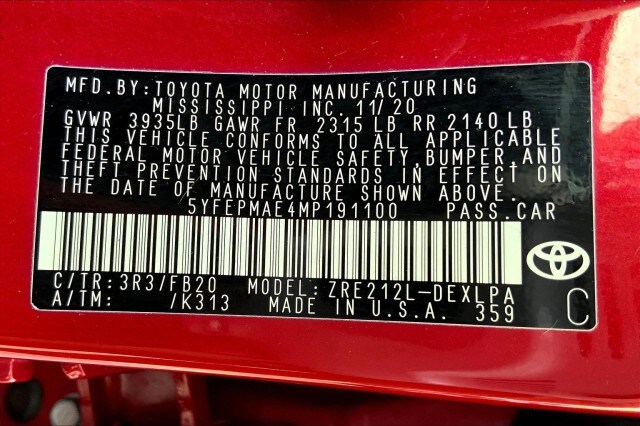 MFD. BY: TOYOTA MOTOR MANUFACTURING
MISSISSIPPI INC. 11/20
GVWR 3935LB GAWR FR 2315 LB RR 2140 LB
THIS VEHICLE CONFORMS TO ALL APPLICABLE
FEDERAL MOTOR VEHICLE SAFETY, BUMPER, AND
THEFT PREVENTION STANDARDS IN EFFECT ON
THE DATE OF MANUFACTURE SHOWN ABOVE.
5YFEPMAE4MP191100 PASS. CAR
C/TR: 3R3/FB20 MODEL: ZRE212L-DEXLPA
A/TM: /K313 MADE IN U.S.A. 359 C